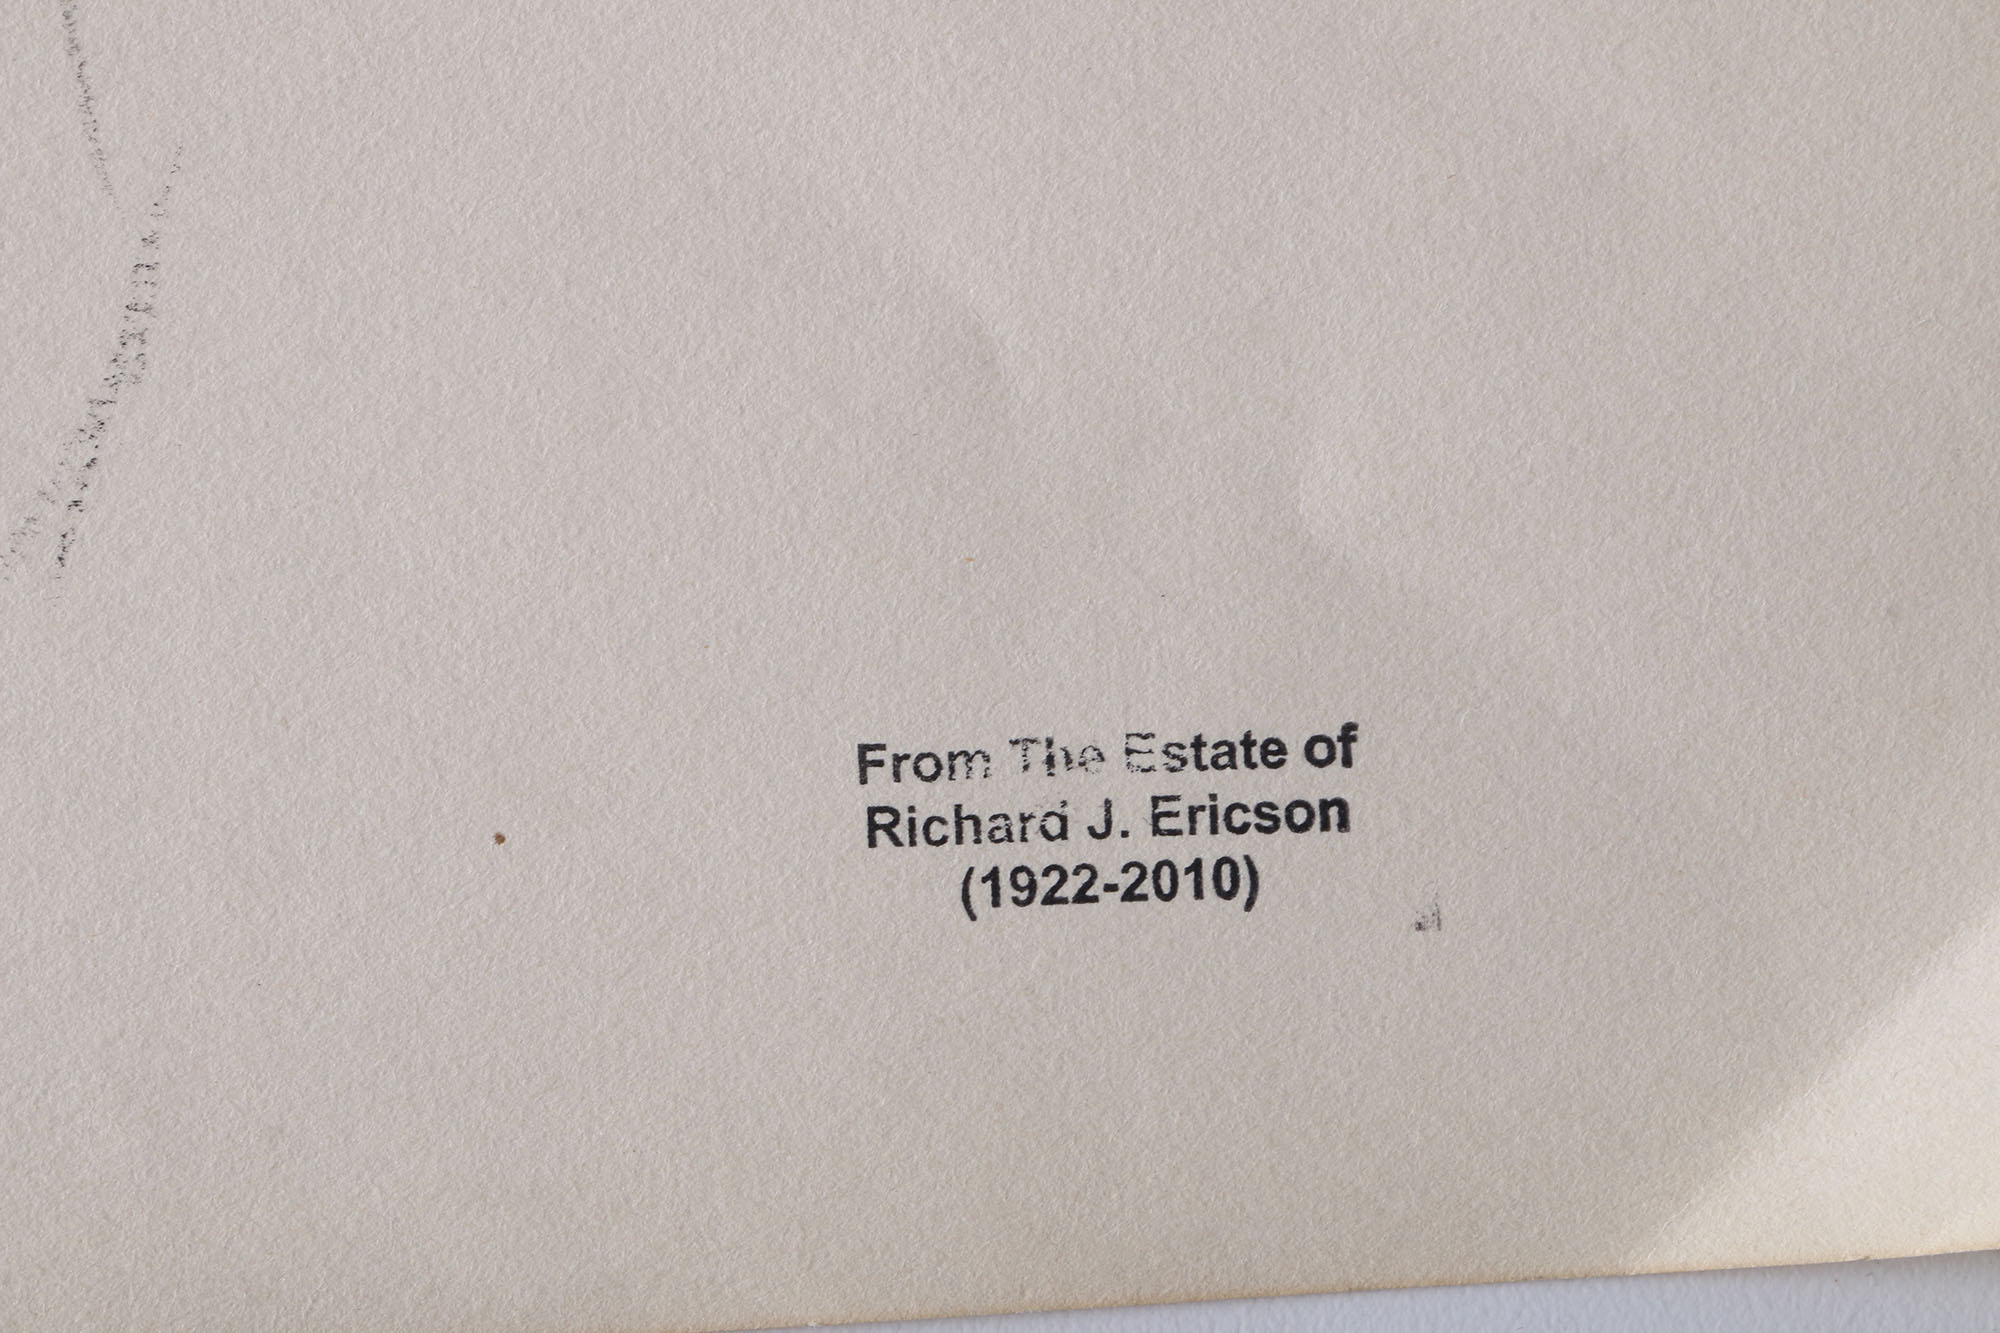 From The Estate of
Richard J. Ericson
(1922-2010)